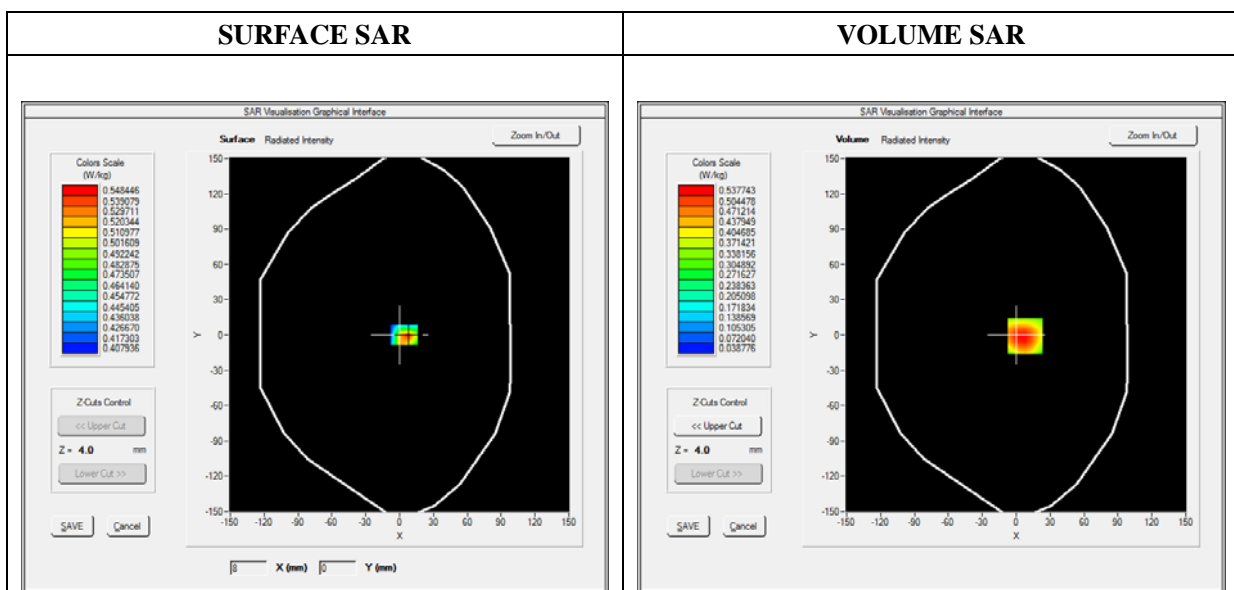 SURFACE SAR
VOLUME SAR
SAR Visualisation Graphical Interface
Surface Radiated Intensity
Zoom In/Out
Colors Scale
(W/kg)
0.548446
0.539079
0.529711
0.520344
0.510977
0.501609
0.492242
0.482875
0.473507
0.464140
0.454772
0.445405
0.436038
0.426670
0.417303
0.407936
Z-Cuts Control
<< Upper Cut
Z = 4.0 mm
Lower Cut >>
SAVE Cancel
150
120
90
60
30
0
-30
-60
-90
-120
-150
Y
-150 -120 -90 -60 -30 0 30 60 90 120 150
X
8 X (mm) 0 Y (mm)
SAR Visualisation Graphical Interface
Volume Radiated Intensity
Zoom In/Out
Colors Scale
(W/kg)
0.537743
0.504478
0.471214
0.437949
0.404685
0.371421
0.338156
0.304892
0.271627
0.238363
0.205098
0.171834
0.138569
0.105305
0.072040
0.038776
Z-Cuts Control
<< Upper Cut
Z = 4.0 mm
Lower Cut >>
SAVE Cancel
150
120
90
60
30
0
-30
-60
-90
-120
-150
Y
-150 -120 -90 -60 -30 0 30 60 90 120 150
X